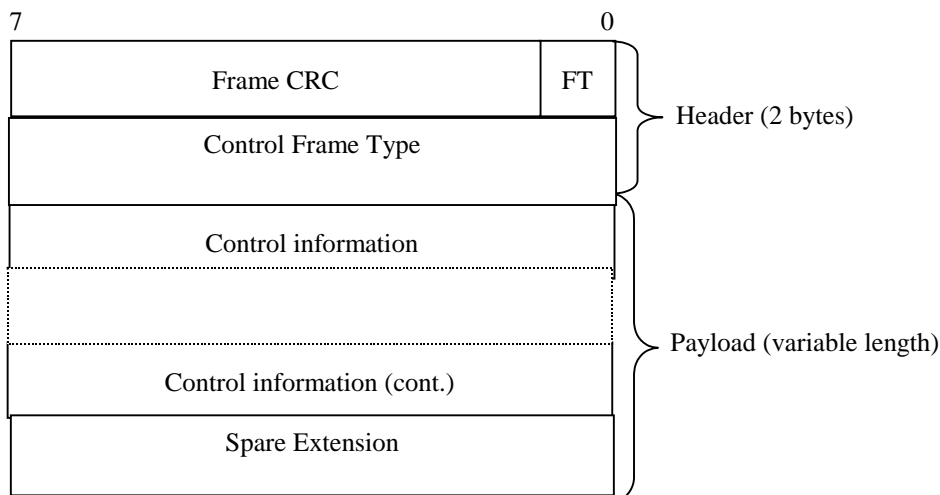 7 0
Frame CRC FT
Header (2 bytes)
Control Frame Type
Control information
Payload (variable length)
Control information (cont.)
Spare Extension